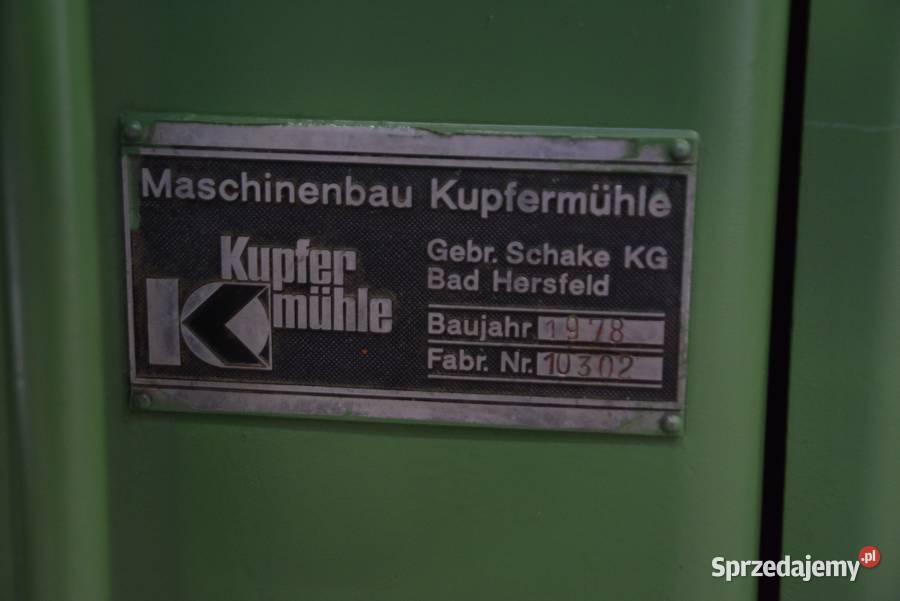 Maschinenbau Kupfermühle
Kupfer
mühle
K
Gebr. Schake KG
Bad Hersfeld
Baujahr 1978
Fabr. Nr. 10302
Sprzedajemy.pl